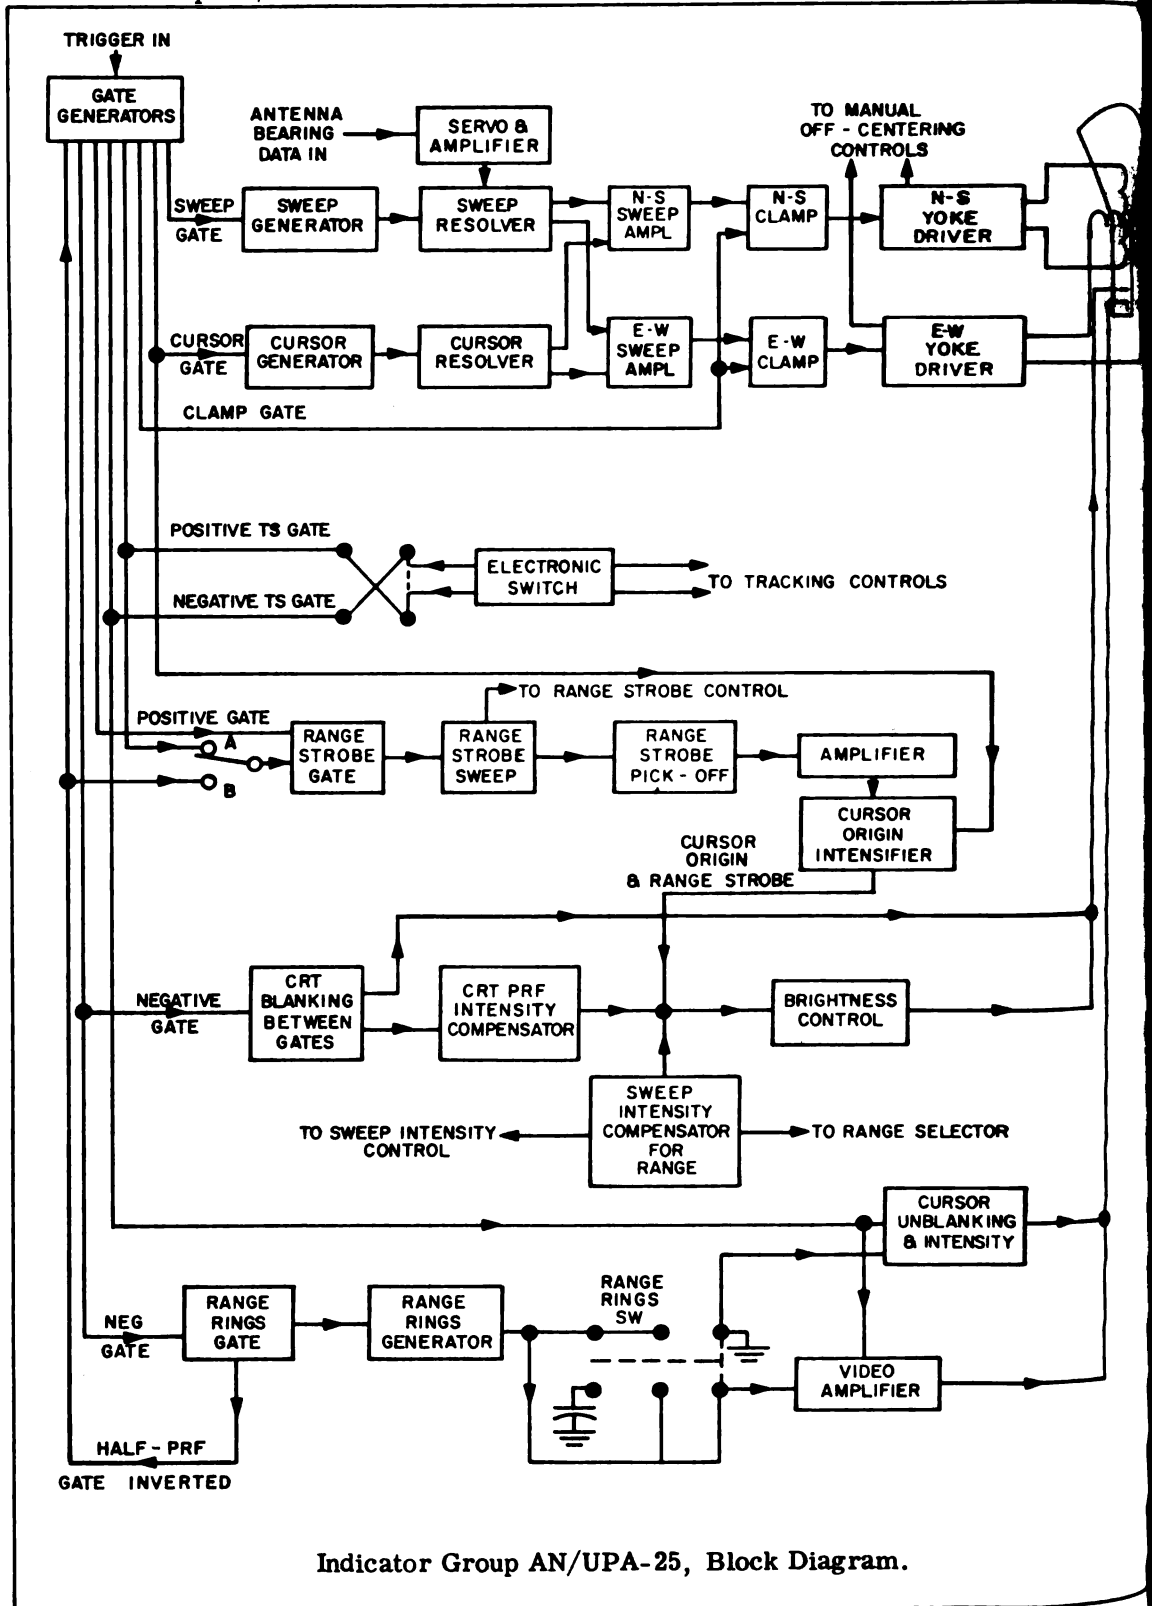 TRIGGER IN
GATE
GENERATORS
ANTENNA
BEARING
DATA IN
SERVO &
AMPLIFIER
TO MANUAL
OFF - CENTERING
CONTROLS
SWEEP
GATE
SWEEP
GENERATOR
SWEEP
RESOLVER
N-S
SWEEP
AMPL
N-S
CLAMP
N-S
YOKE
DRIVER
CURSOR
GATE
CURSOR
GENERATOR
CURSOR
RESOLVER
E-W
SWEEP
AMPL
E-W
CLAMP
E-W
YOKE
DRIVER
CLAMP GATE
POSITIVE TS GATE
NEGATIVE TS GATE
ELECTRONIC
SWITCH
TO TRACKING CONTROLS
TO RANGE STROBE CONTROL
POSITIVE GATE
A
B
RANGE
STROBE
GATE
RANGE
STROBE
SWEEP
RANGE
STROBE
PICK - OFF
AMPLIFIER
CURSOR
ORIGIN
INTENSIFIER
CURSOR
ORIGIN
& RANGE STROBE
NEGATIVE
GATE
CRT
BLANKING
BETWEEN
GATES
CRT PRF
INTENSITY
COMPENSATOR
BRIGHTNESS
CONTROL
SWEEP
INTENSITY
COMPENSATOR
FOR
RANGE
TO SWEEP INTENSITY
CONTROL
TO RANGE SELECTOR
CURSOR
UNBLANKING
& INTENSITY
NEG
GATE
RANGE
RINGS
GATE
RANGE
RINGS
GENERATOR
RANGE
RINGS
SW
VIDEO
AMPLIFIER
HALF - PRF
GATE INVERTED
Indicator Group AN/UPA-25, Block Diagram.